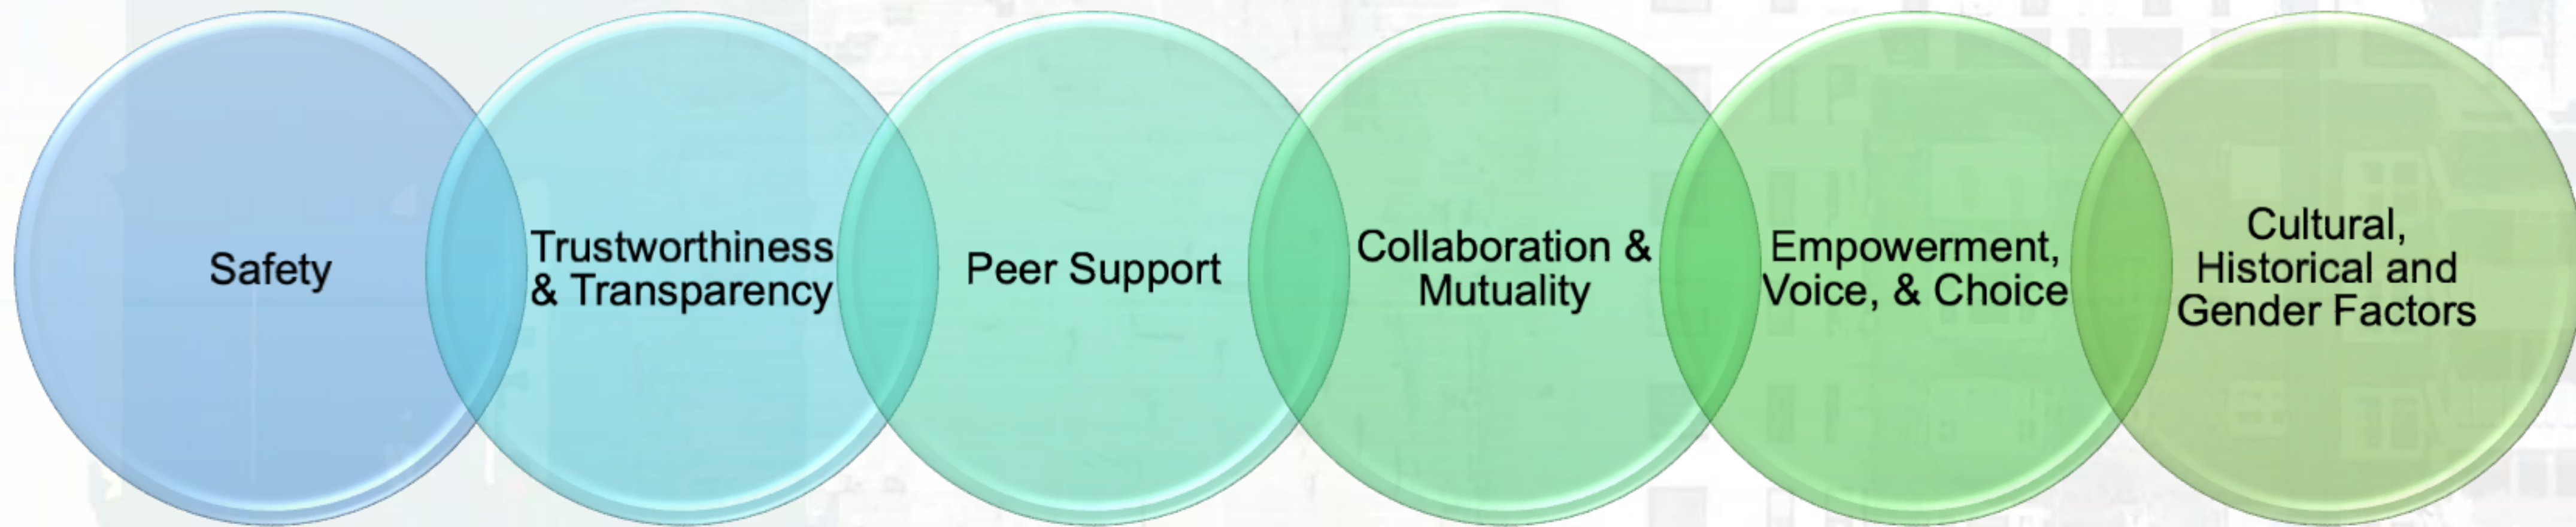 Safety
Trustworthiness
& Transparency
Peer Support
Collaboration &
Mutuality
Empowerment,
Voice, & Choice
Cultural,
Historical and
Gender Factors